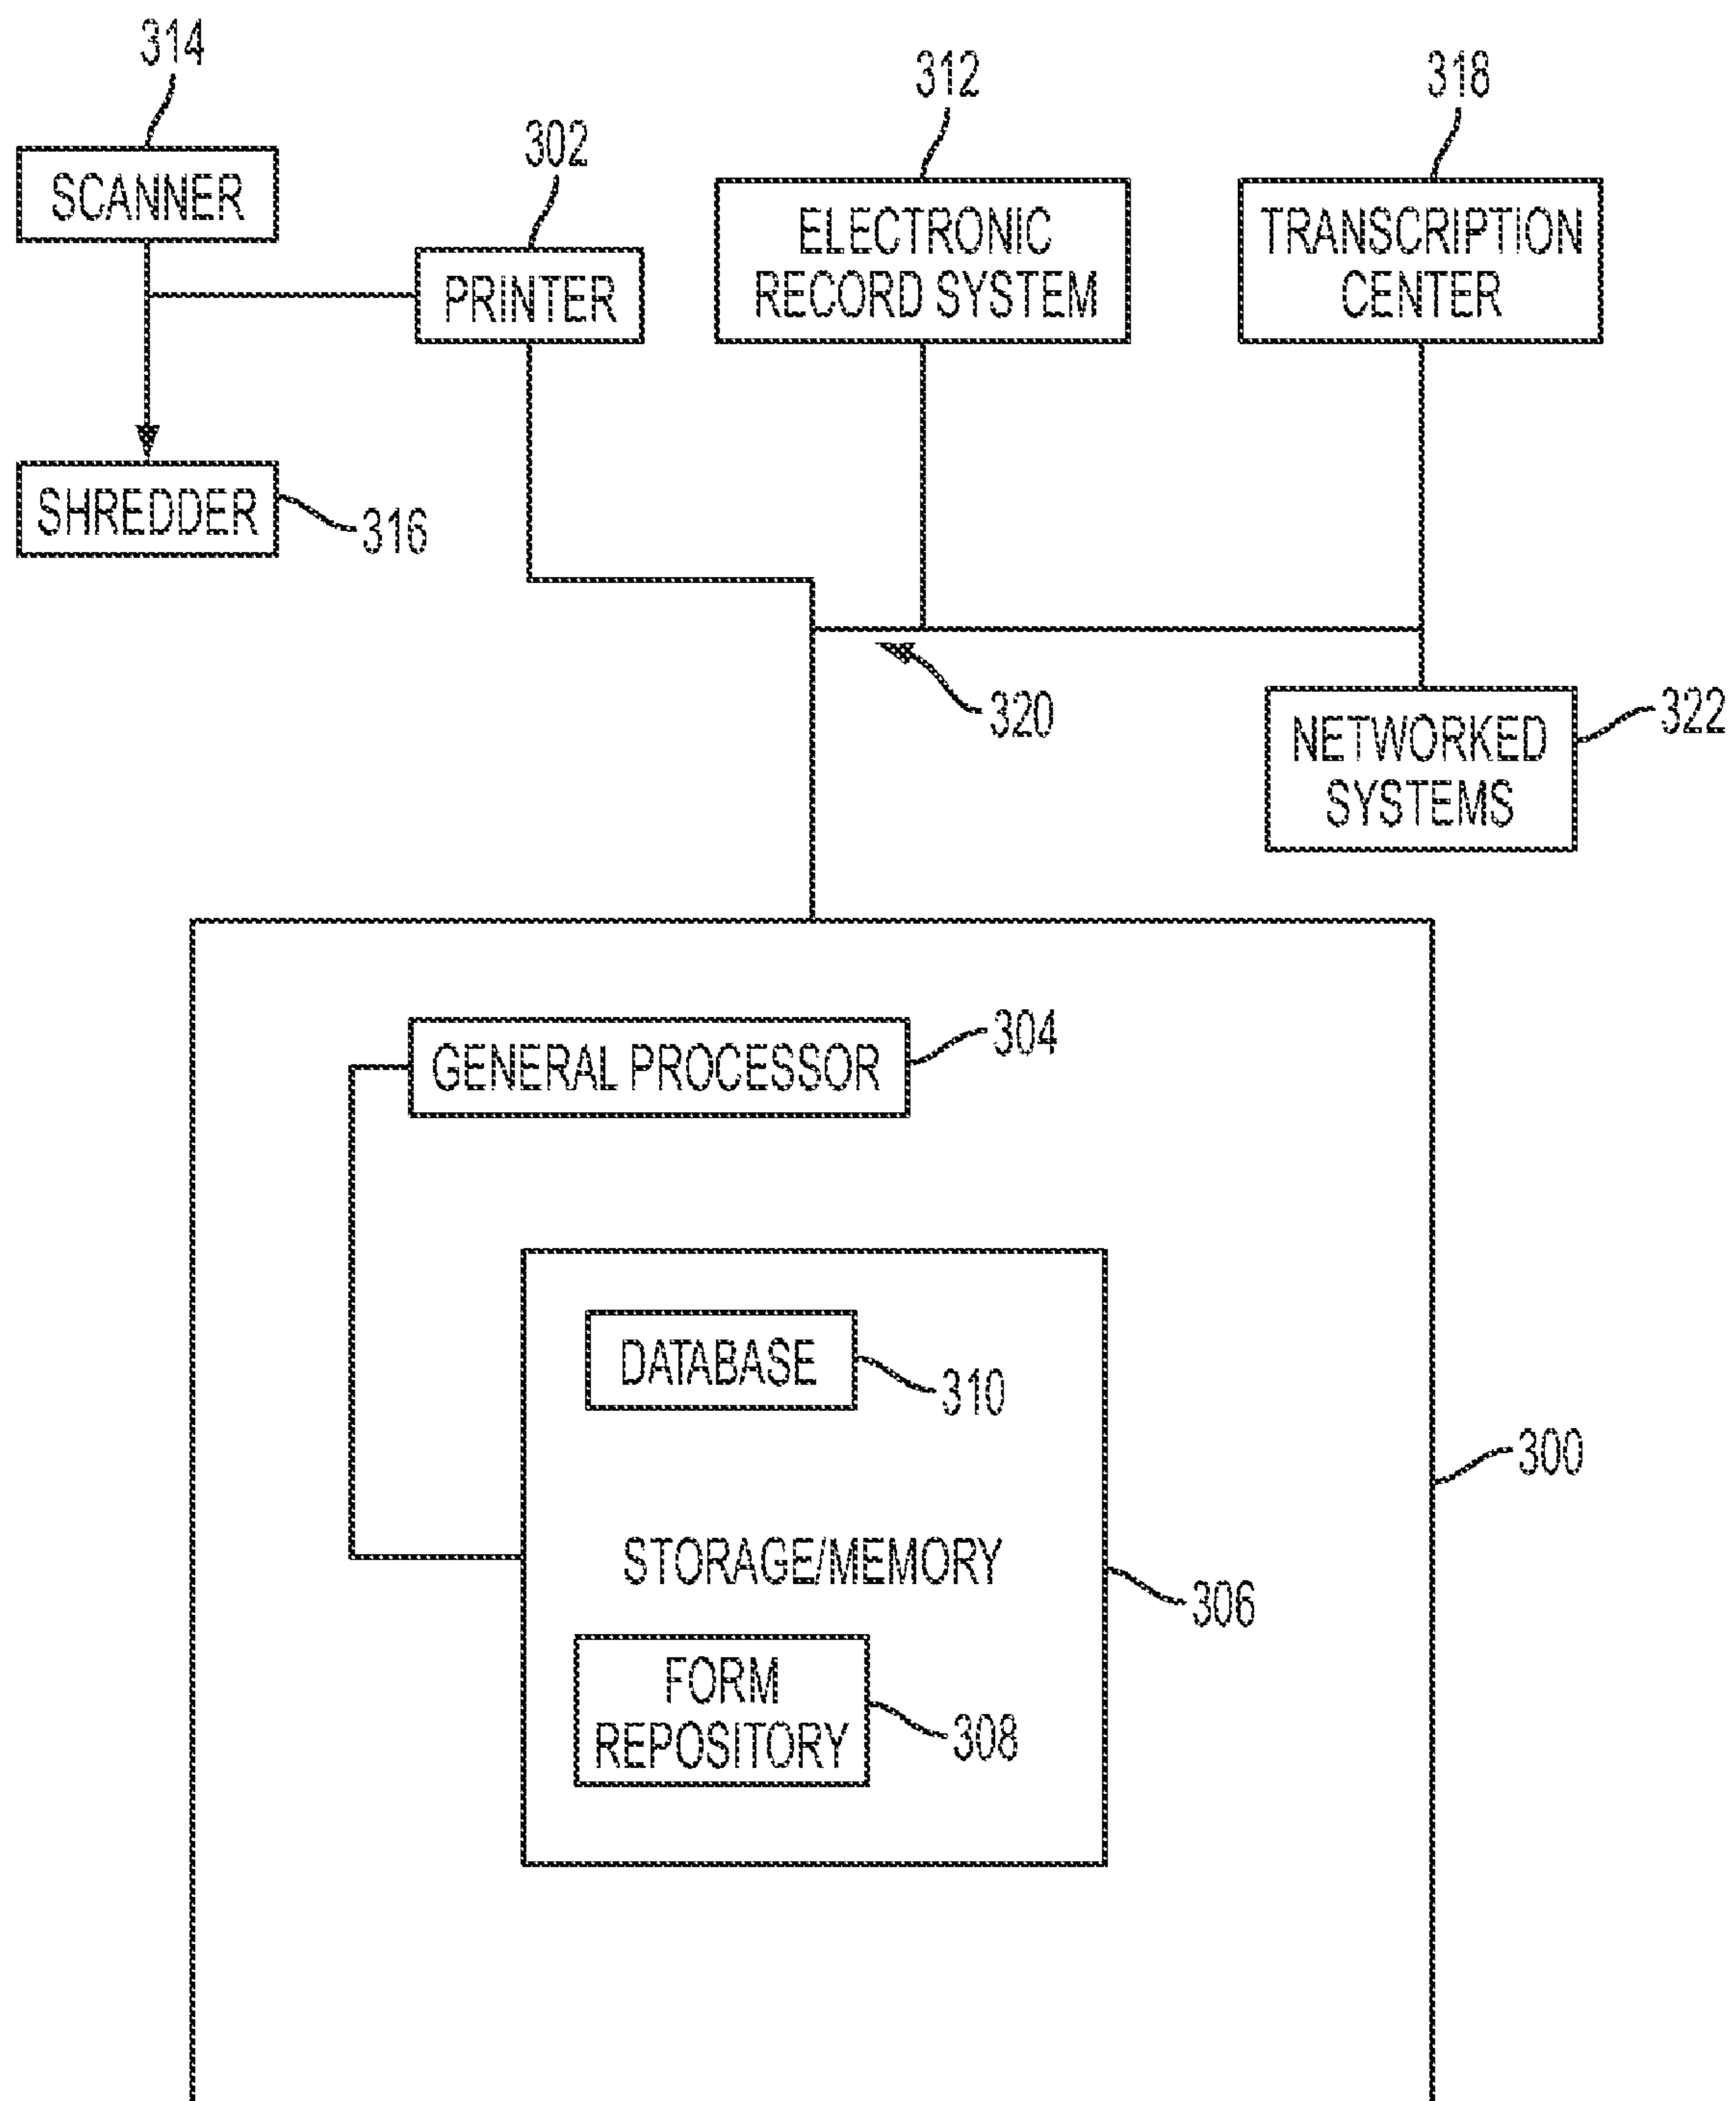 314
312
318
302
SCANNER
ELECTRONIC
RECORD SYSTEM
TRANSCRIPTION
CENTER
PRINTER
SHREDDER
316
320
322
NETWORKED
SYSTEMS
304
GENERAL PROCESSOR
DATABASE
310
300
STORAGE/MEMORY
306
FORM
REPOSITORY
308